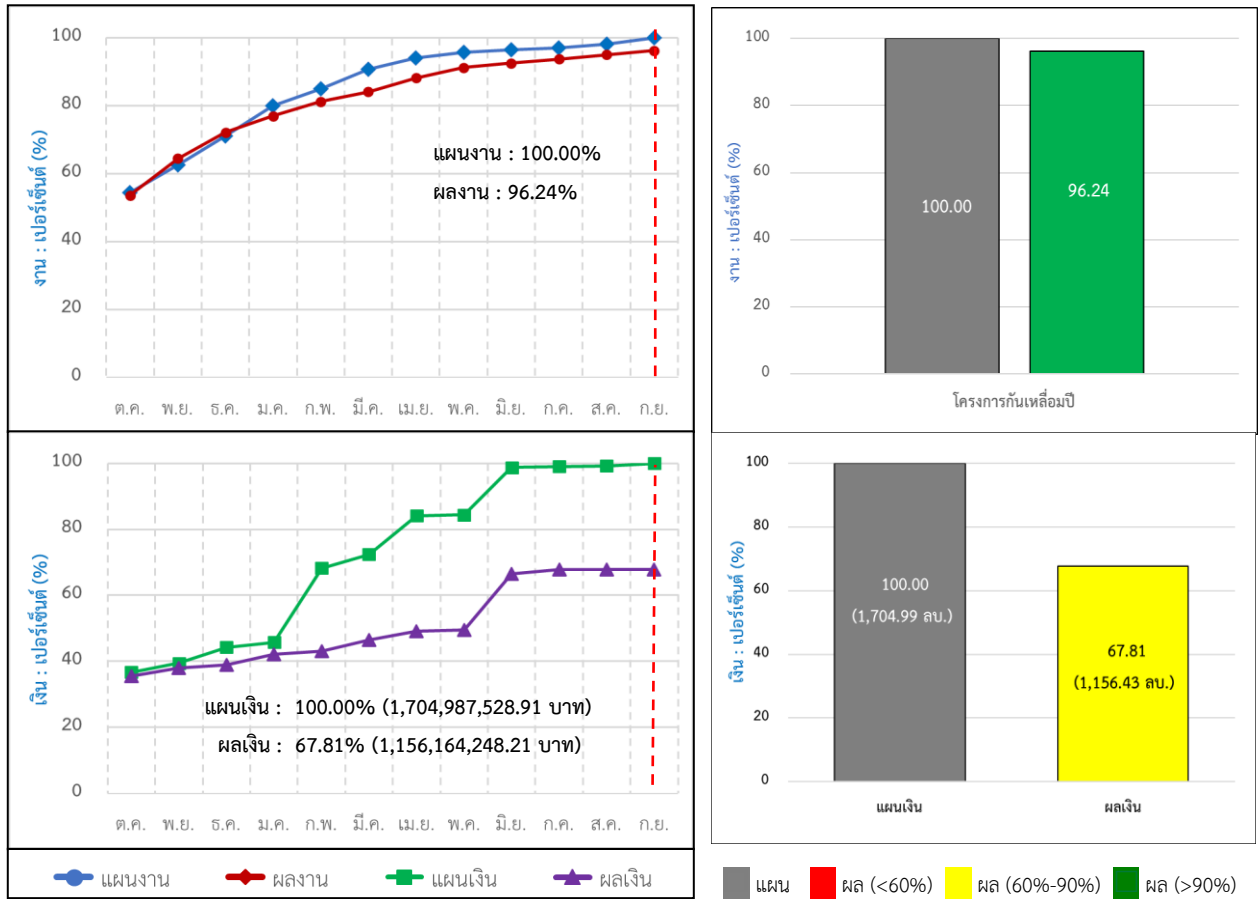 งาน : เปอร์เซ็นต์ (%)
100
80
60
40
20
0
แผนงาน : 100.00%
ผลงาน : 96.24%
ต.ค. พ.ย. ธ.ค. ม.ค. ก.พ. มี.ค. เม.ย. พ.ค. มิ.ย. ก.ค. ส.ค. ก.ย.
งาน : เปอร์เซ็นต์ (%)
100
80
60
40
20
0
100.00
96.24
โครงการกันเหลื่อมปี
เงิน : เปอร์เซ็นต์ (%)
100
80
60
40
20
0
แผนเงิน : 100.00% (1,704,987,528.91 บาท)
ผลเงิน : 67.81% (1,156,164,248.21 บาท)
ต.ค. พ.ย. ธ.ค. ม.ค. ก.พ. มี.ค. เม.ย. พ.ค. มิ.ย. ก.ค. ส.ค. ก.ย.
แผนงาน ผลงาน แผนเงิน ผลเงิน
เงิน : เปอร์เซ็นต์ (%)
100
80
60
40
20
0
100.00
(1,704.99 ลบ.)
67.81
(1,156.43 ลบ.)
แผนเงิน ผลเงิน
แผน ผล (<60%) ผล (60%-90%) ผล (>90%)